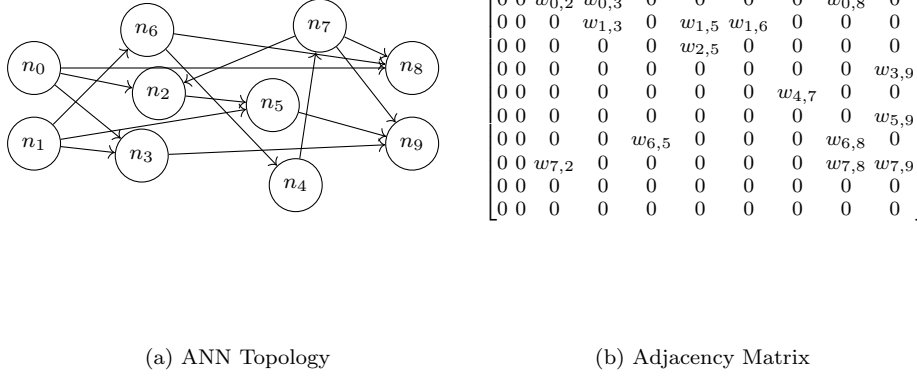 n₆
n₇
n₀
n₈
n₂
n₅
n₁
n₉
n₃
n₄
0 0 w₀,₂ w₀,₃ 0 0 0 0 w₀,₈ 0
0 0 0 w₁,₃ 0 w₁,₅ w₁,₆ 0 0 0
0 0 0 0 0 w₂,₅ 0 0 0 0
0 0 0 0 0 0 0 0 0 w₃,₉
0 0 0 0 0 0 0 w₄,₇ 0 0
0 0 0 0 0 0 0 0 0 w₅,₉
0 0 0 0 w₆,₅ 0 0 0 w₆,₈ 0
0 0 w₇,₂ 0 0 0 0 0 w₇,₈ w₇,₉
0 0 0 0 0 0 0 0 0 0
0 0 0 0 0 0 0 0 0 0
(a) ANN Topology
(b) Adjacency Matrix